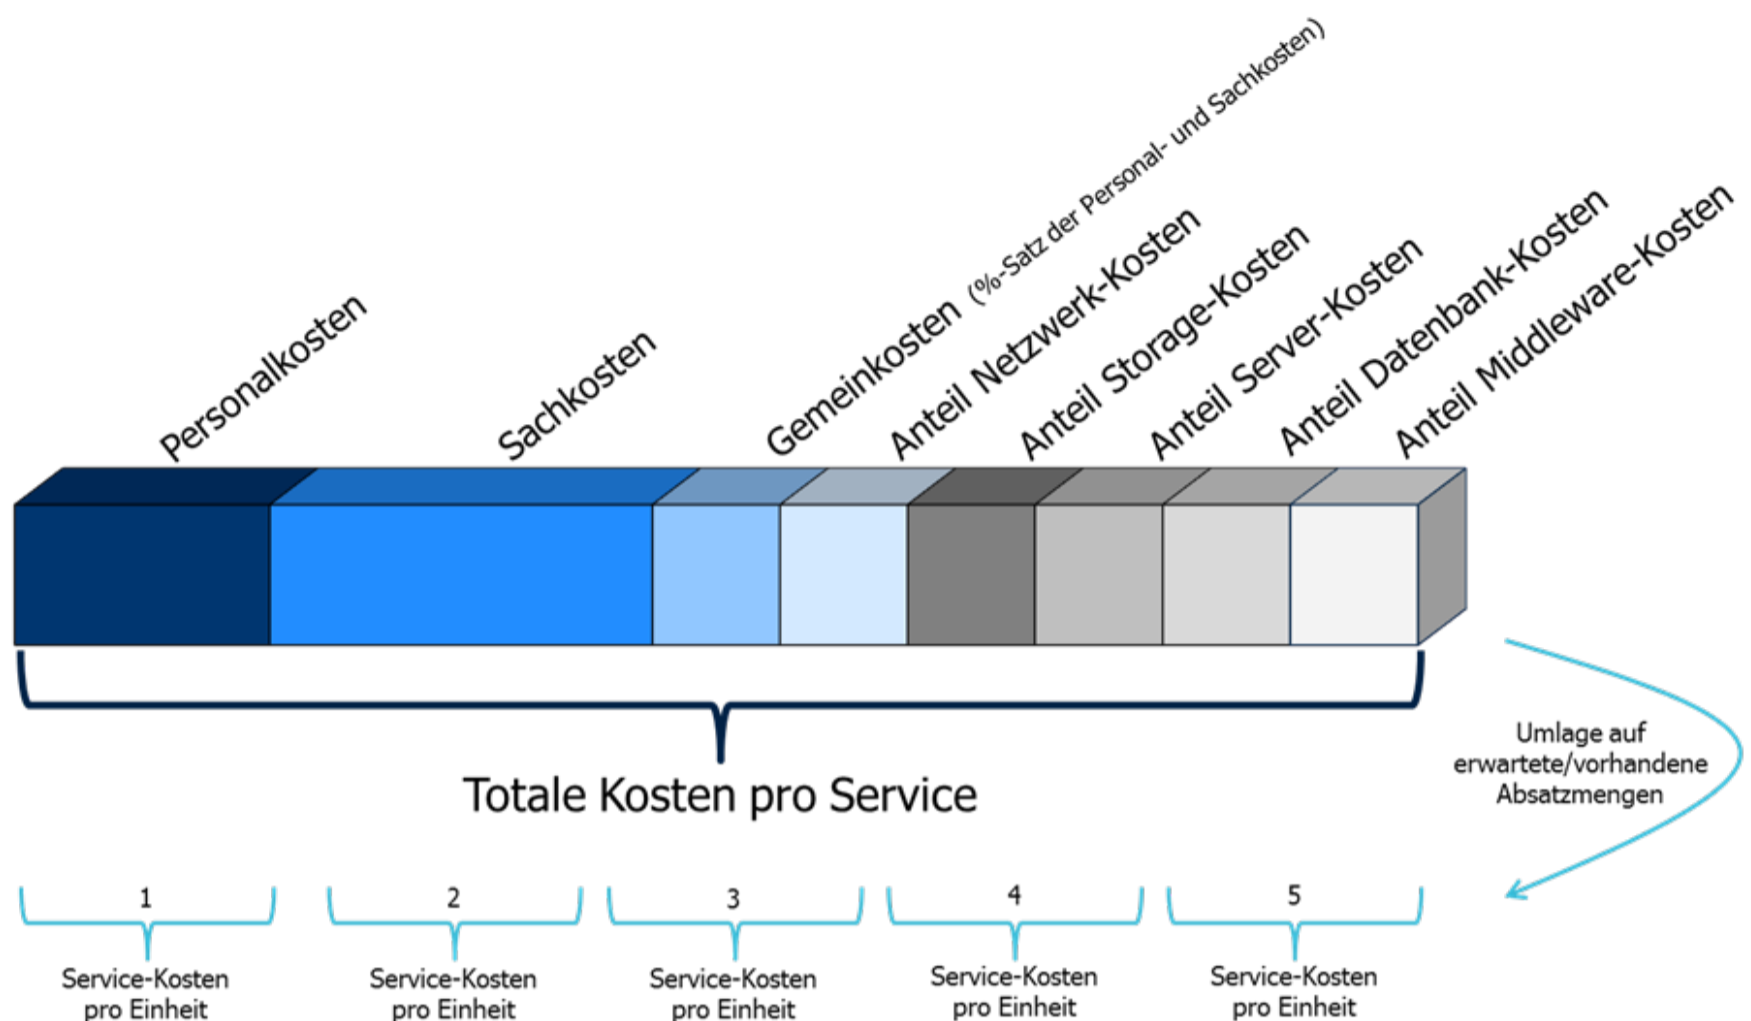 Personalkosten
Sachkosten
Gemeinkosten (%-Satz der Personal- und Sachkosten)
Anteil Netzwerk-Kosten
Anteil Storage-Kosten
Anteil Server-Kosten
Anteil Datenbank-Kosten
Anteil Middleware-Kosten
Umlage auf
erwartete/vorhandene
Absatzmengen
Totale Kosten pro Service
1
2
3
4
5
Service-Kosten
pro Einheit
Service-Kosten
pro Einheit
Service-Kosten
pro Einheit
Service-Kosten
pro Einheit
Service-Kosten
pro Einheit